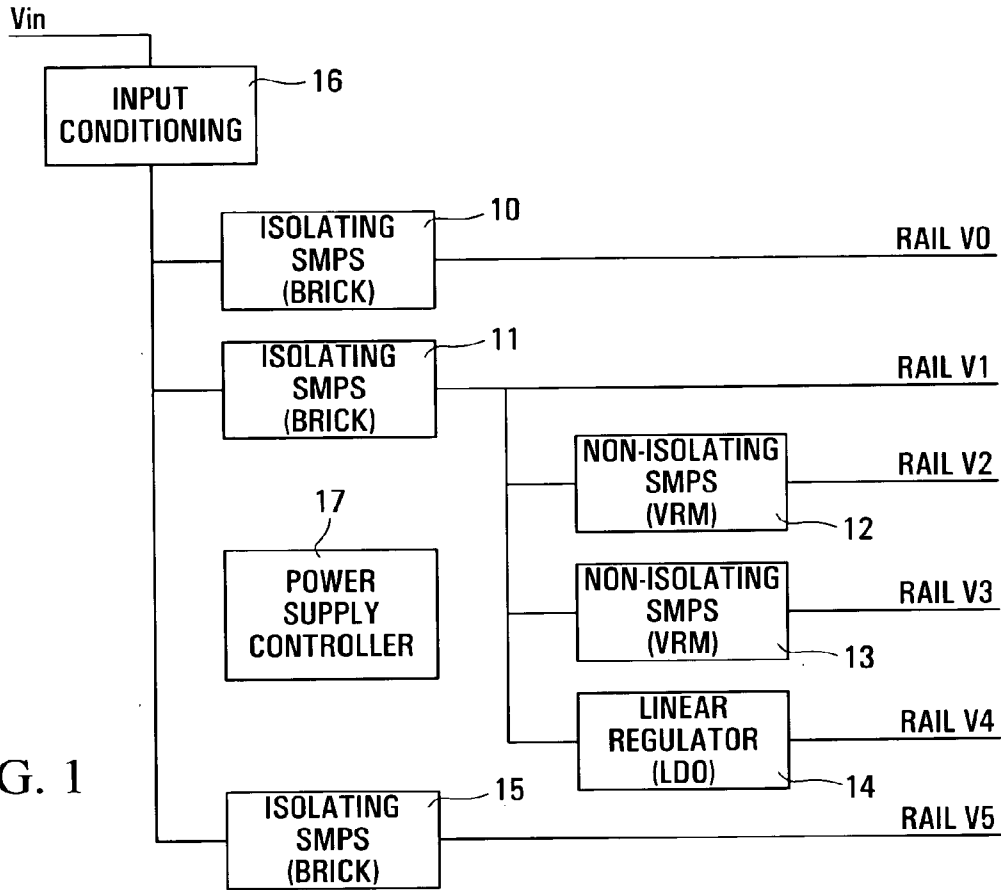 Vin
INPUT
CONDITIONING
16
ISOLATING
SMPS
(BRICK)
10
RAIL V0
ISOLATING
SMPS
(BRICK)
11
RAIL V1
NON-ISOLATING
SMPS
(VRM)
12
RAIL V2
17
POWER
SUPPLY
CONTROLLER
NON-ISOLATING
SMPS
(VRM)
13
RAIL V3
LINEAR
REGULATOR
(LDO)
14
RAIL V4
G. 1
ISOLATING
SMPS
(BRICK)
15
RAIL V5